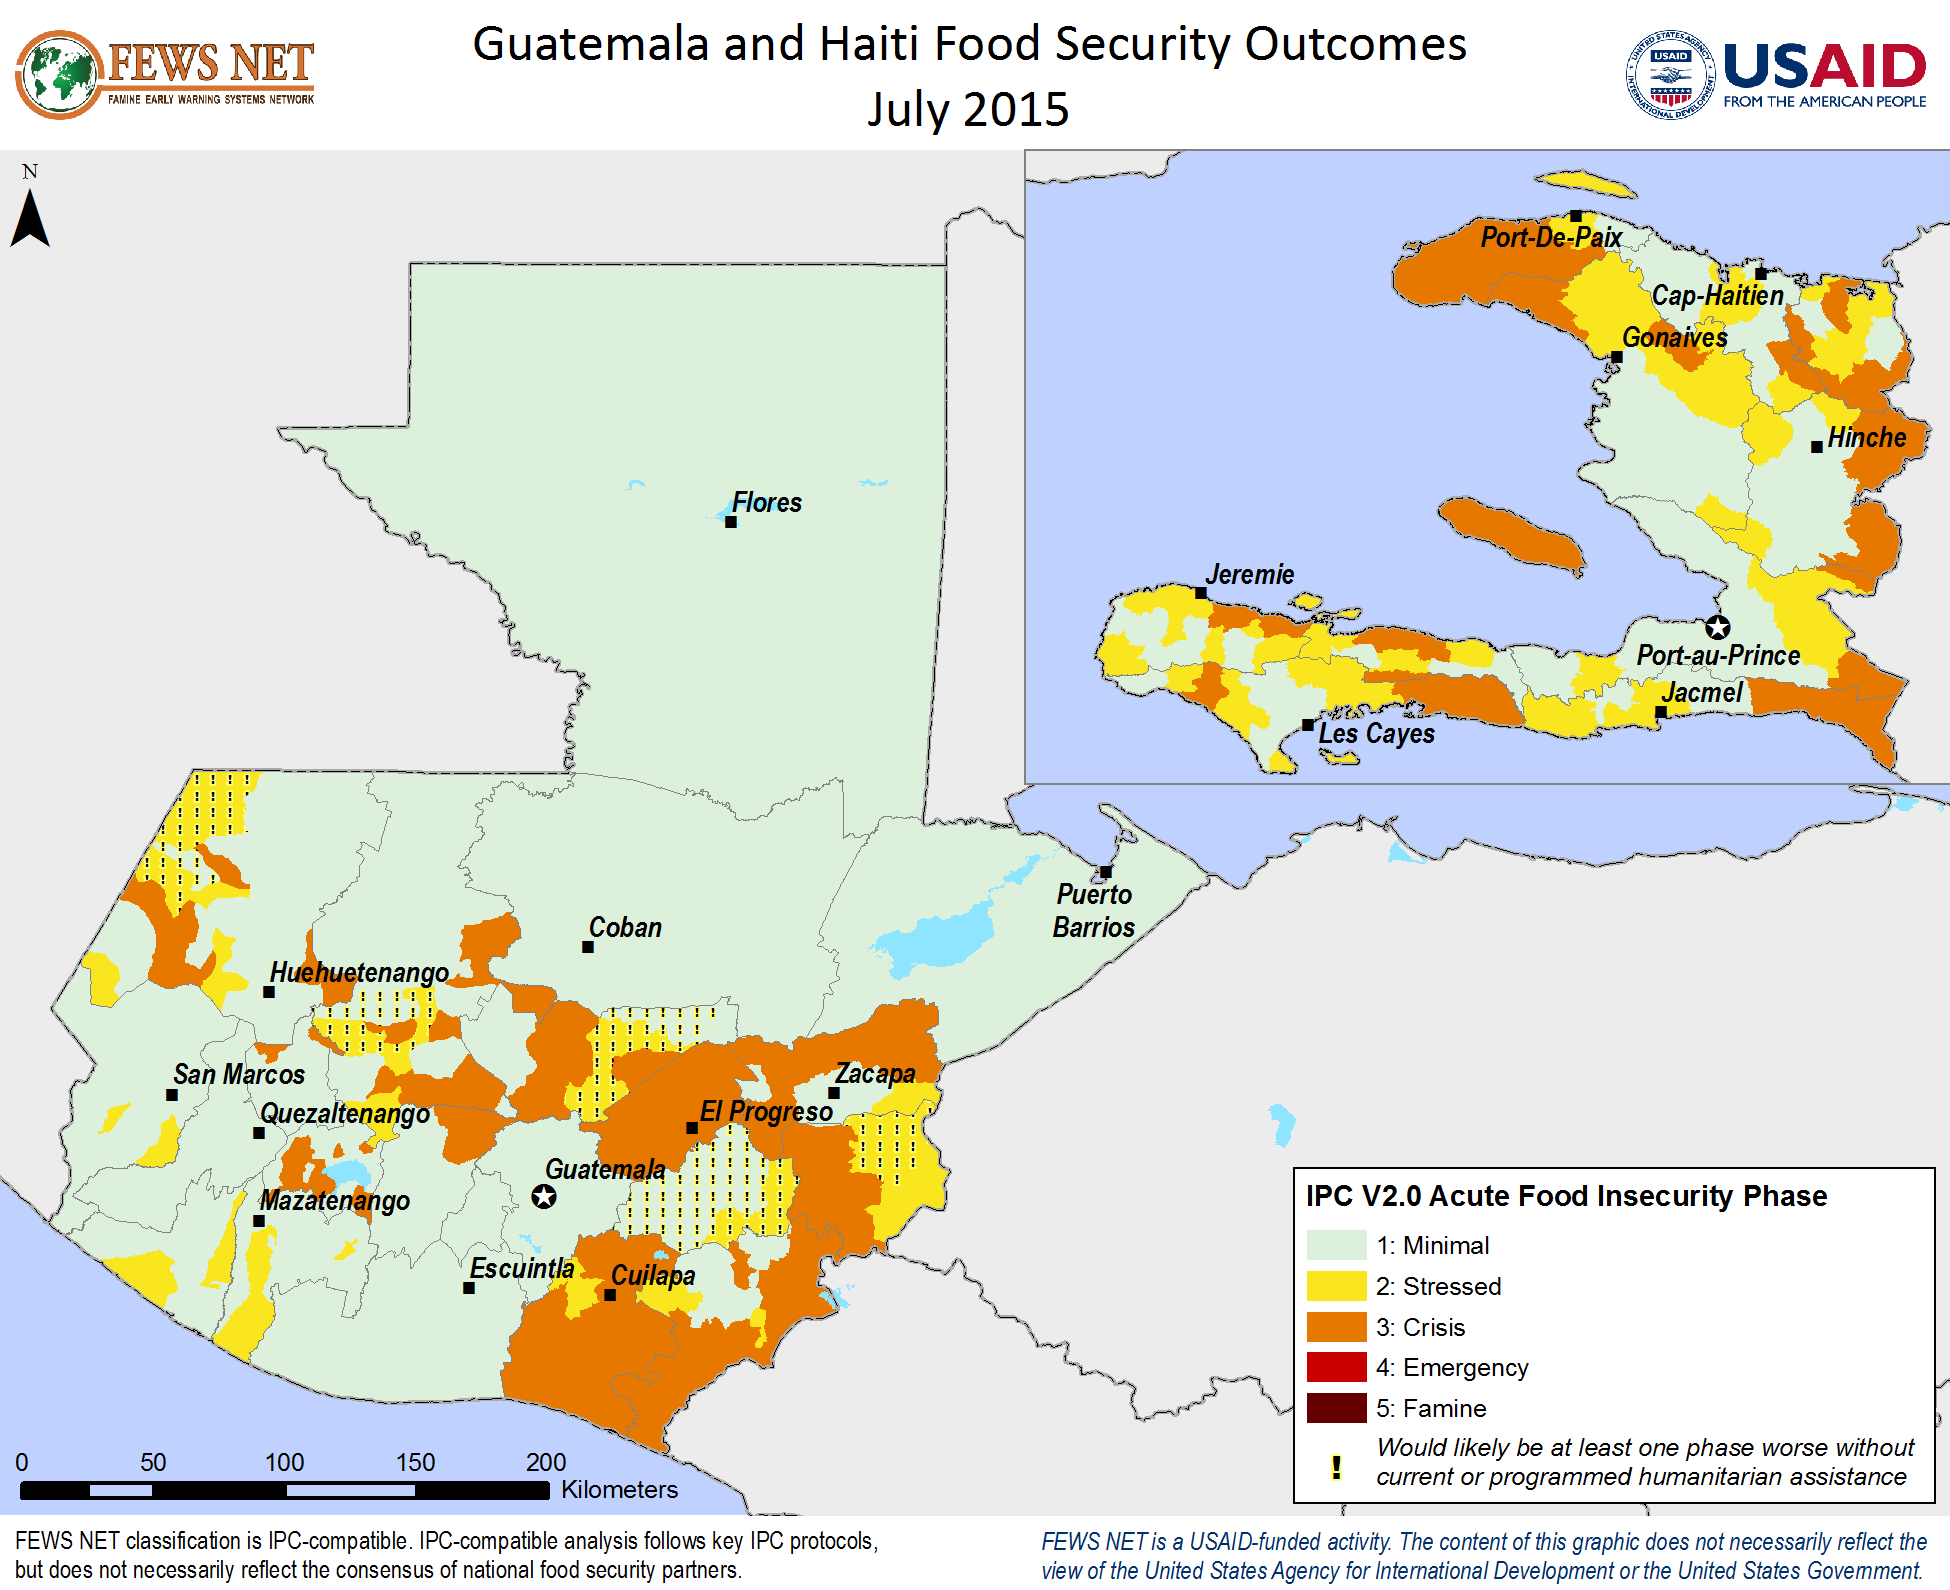 FEWS NET
FAMINE EARLY WARNING SYSTEMS NETWORK
Guatemala and Haiti Food Security Outcomes
July 2015
UNITED STATES AGENCY
USAID
INTERNATIONAL DEVELOPMENT
USAID
FROM THE AMERICAN PEOPLE
N
Port-De-Paix
Cap-Haitien
Gonaives
Hinche
Jeremie
Port-au-Prince
Jacmel
Les Cayes
Flores
Puerto
Barrios
Coban
Huehuetenango
San Marcos
Zacapa
Quezaltenango
El Progreso
Guatemala
Mazatenango
Escuintla
Cuilapa
IPC V2.0 Acute Food Insecurity Phase
1: Minimal
2: Stressed
3: Crisis
4: Emergency
5: Famine
! Would likely be at least one phase worse without
current or programmed humanitarian assistance
0 50 100 150 200
Kilometers
FEWS NET classification is IPC-compatible. IPC-compatible analysis follows key IPC protocols,
but does not necessarily reflect the consensus of national food security partners.
FEWS NET is a USAID-funded activity. The content of this graphic does not necessarily reflect the
view of the United States Agency for International Development or the United States Government.